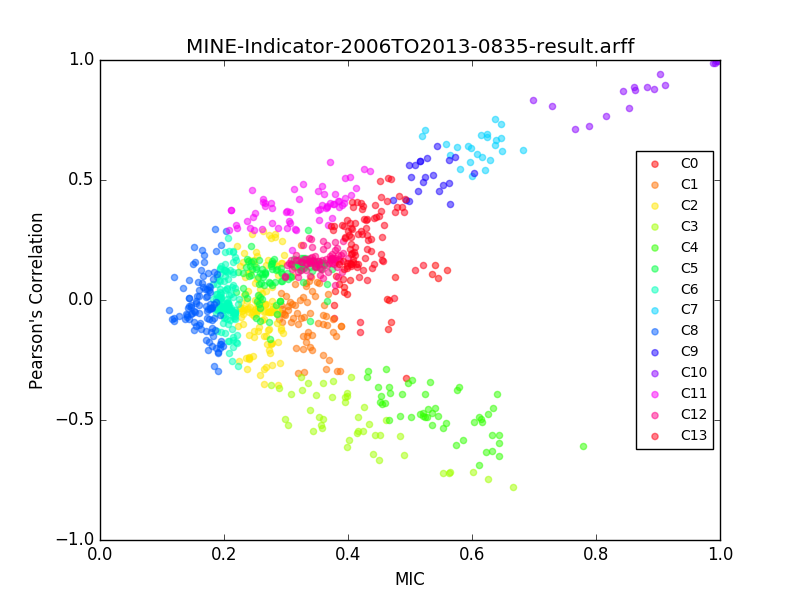 MINE-Indicator-2006TO2013-0835-result.arff
1.0
0.5
0.0
−0.5
−1.0
Pearson's Correlation
0.0
0.2
0.4
0.6
0.8
1.0
MIC
C0
C1
C2
C3
C4
C5
C6
C7
C8
C9
C10
C11
C12
C13